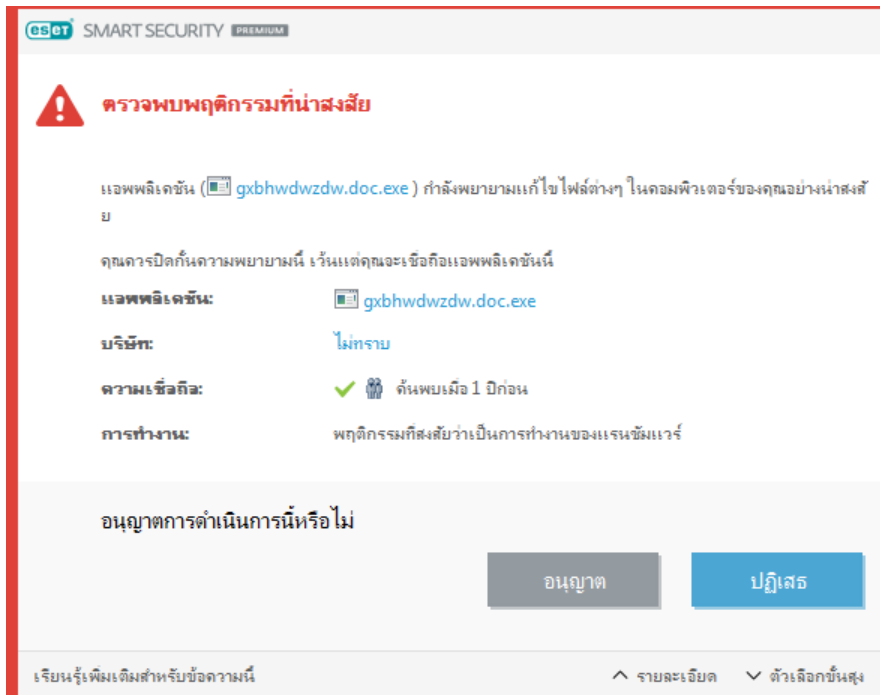 eset SMART SECURITY PREMIUM
ตรวจพบพฤติกรรมที่น่าสงสัย
แอพพลิเคชัน ( gxbhwdwzdw.doc.exe ) กำลังพยายามแก้ไขไฟล์ต่างๆ ในคอมพิวเตอร์ของคุณอย่างน่าสงสั
ย
คุณควรปิดกั้นความพยายามนี้ เว้นแต่คุณจะเชื่อถือแอพพลิเคชันนี้
แอพพลิเคชัน: gxbhwdwzdw.doc.exe
บริษัท: ไม่ทราบ
ความเชื่อถือ: ค้นพบเมื่อ 1 ปีก่อน
การทำงาน: พฤติกรรมที่สงสัยว่าเป็นการทำงานของแรนซัมแวร์
อนุญาตการดำเนินการนี้หรือไม่
อนุญาต ปฏิเสธ
เรียนรู้เพิ่มเติมสำหรับข้อความนี้ รายละเอียด ตัวเลือกขั้นสูง